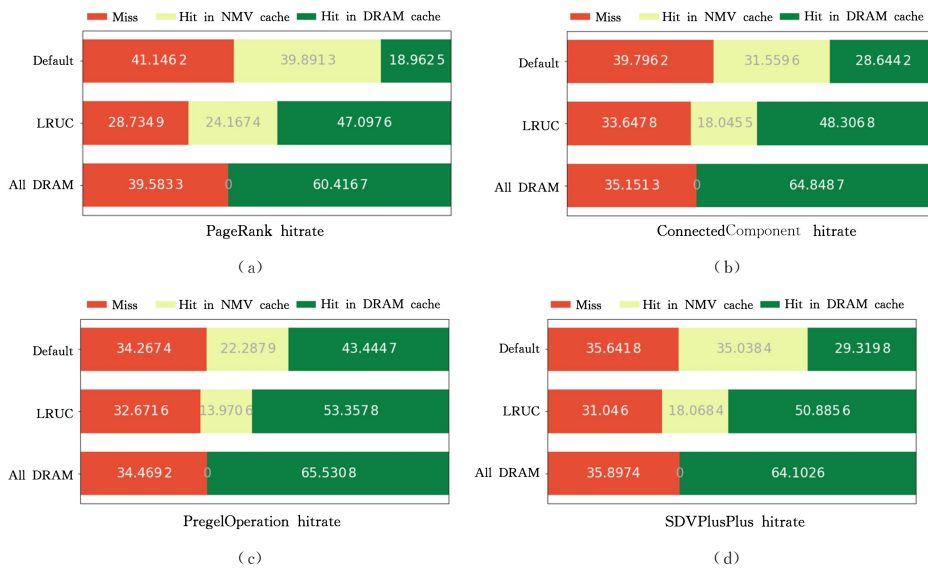 Miss Hit in NMV cache Hit in DRAM cache
Default 41.1462 39.8913 18.9625
LRUC 28.7349 24.1674 47.0976
All DRAM 39.5833 0 60.4167
PageRank hitrate
(a)
Miss Hit in NMV cache Hit in DRAM cache
Default 39.7962 31.5596 28.6442
LRUC 33.6478 18.0455 48.3068
All DRAM 35.1513 0 64.8487
ConnectedComponent hitrate
(b)
Miss Hit in NMV cache Hit in DRAM cache
Default 34.2674 22.2879 43.4447
LRUC 32.6716 13.9706 53.3578
All DRAM 34.4692 0 65.5308
PregelOperation hitrate
(c)
Miss Hit in NMV cache Hit in DRAM cache
Default 35.6418 35.0384 29.3198
LRUC 31.046 18.0684 50.8856
All DRAM 35.8974 0 64.1026
SDVPlusPlus hitrate
(d)